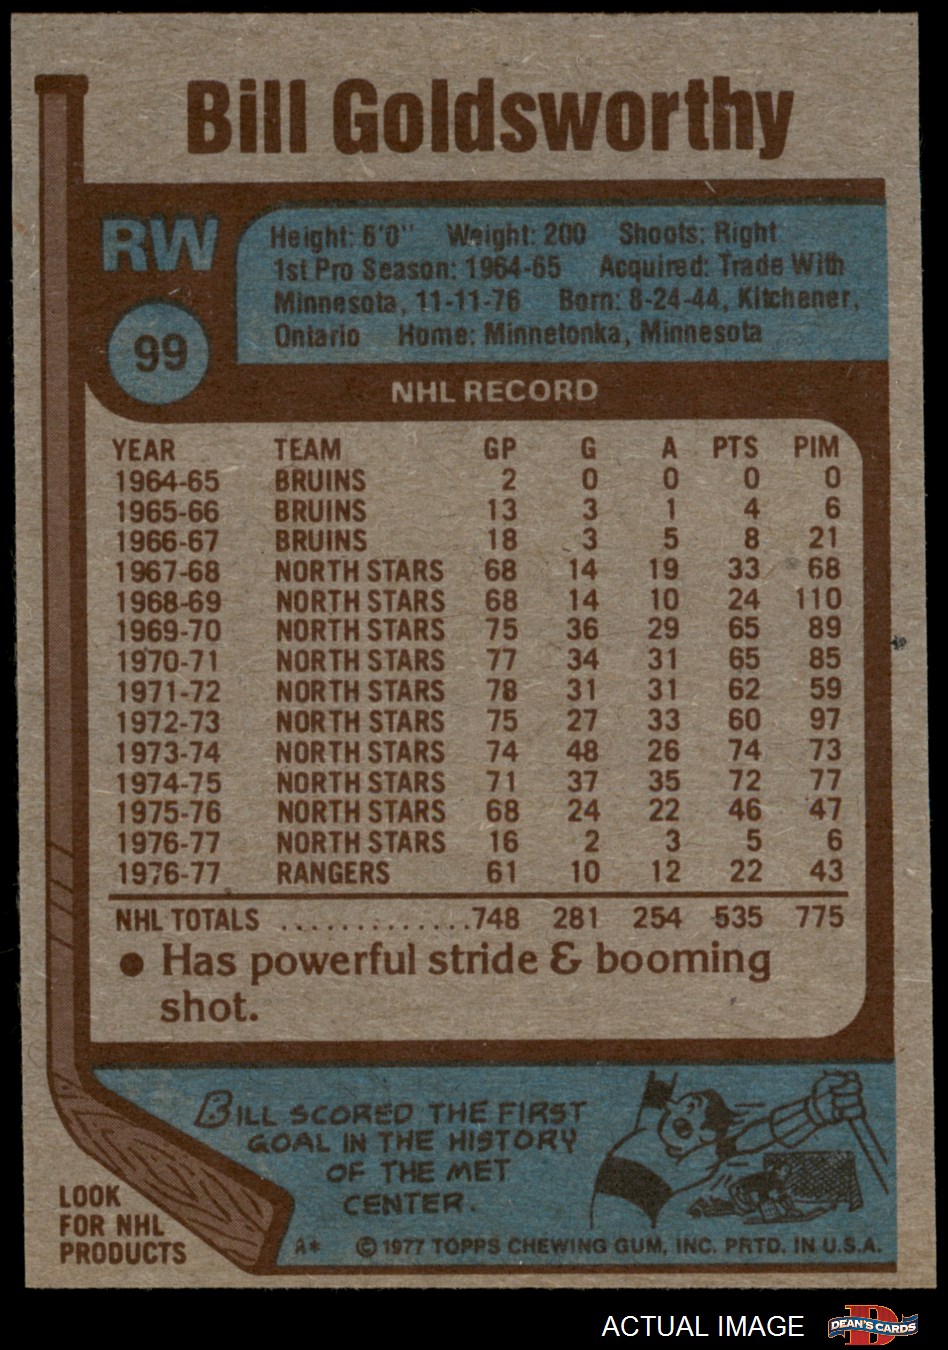 Bill Goldsworthy
RW
99
Height: 6'0" Weight: 200 Shoots: Right
1st Pro Season: 1964-65 Acquired: Trade With
Minnesota, 11-11-76 Born: 8-24-44, Kitchener,
Ontario Home: Minnetonka, Minnesota
NHL RECORD
YEAR TEAM GP G A PTS PIM
1964-65 BRUINS 2 0 0 0 0
1965-66 BRUINS 13 3 1 4 6
1966-67 BRUINS 18 3 5 8 21
1967-68 NORTH STARS 68 14 19 33 68
1968-69 NORTH STARS 68 14 10 24 110
1969-70 NORTH STARS 75 36 29 65 89
1970-71 NORTH STARS 77 34 31 65 85
1971-72 NORTH STARS 78 31 31 62 59
1972-73 NORTH STARS 75 27 33 60 97
1973-74 NORTH STARS 74 48 26 74 73
1974-75 NORTH STARS 71 37 35 72 77
1975-76 NORTH STARS 68 24 22 46 47
1976-77 NORTH STARS 16 2 3 5 6
1976-77 RANGERS 61 10 12 22 43
NHL TOTALS .............748 281 254 535 775
● Has powerful stride & booming
shot.
BILL SCORED THE FIRST
GOAL IN THE HISTORY
OF THE MET
CENTER.
LOOK
FOR NHL
PRODUCTS
A* © 1977 TOPPS CHEWING GUM, INC. PRTD. IN U.S.A.
ACTUAL IMAGE
DEAN'S CARDS